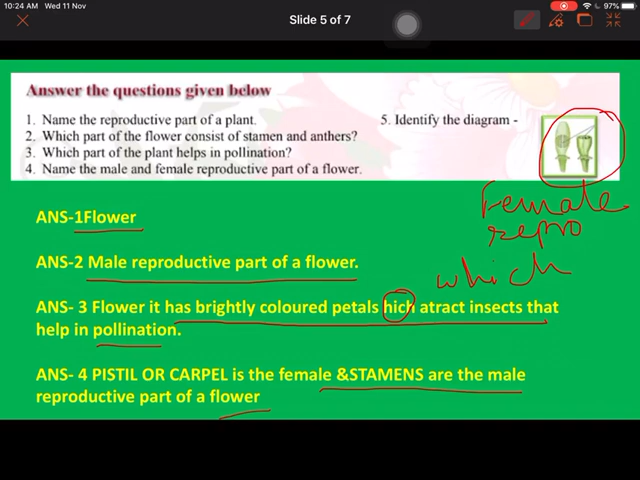 10:24 AM Wed 11 Nov
97%
Slide 5 of 7
Answer the questions given below
1. Name the reproductive part of a plant.
2. Which part of the flower consist of stamen and anthers?
3. Which part of the plant helps in pollination?
4. Name the male and female reproductive part of a flower.
5. Identify the diagram -
Female
repro
which
ANS-1Flower
ANS-2 Male reproductive part of a flower.
ANS- 3 Flower it has brightly coloured petals hich atract insects that
help in pollination.
ANS- 4 PISTIL OR CARPEL is the female &STAMENS are the male
reproductive part of a flower